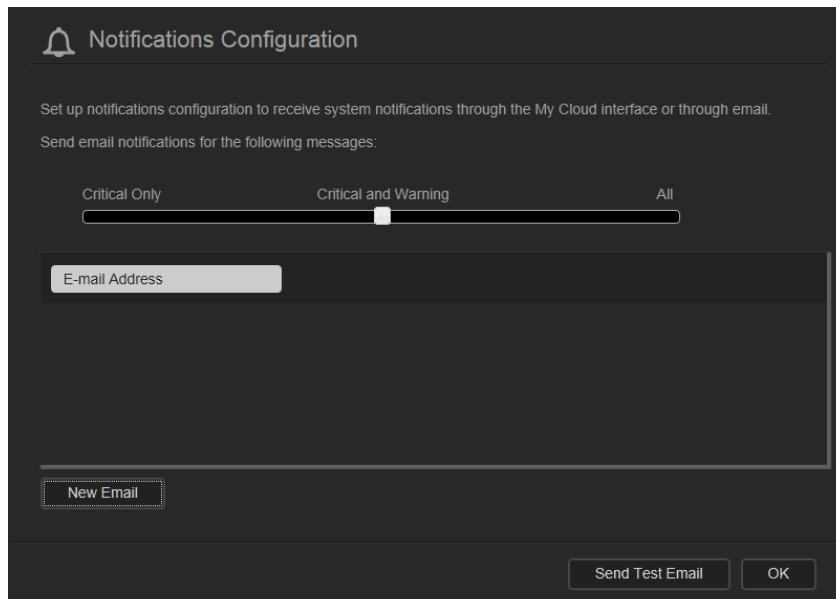 Notifications Configuration
Set up notifications configuration to receive system notifications through the My Cloud interface or through email.
Send email notifications for the following messages:
Critical Only Critical and Warning All
E-mail Address
New Email
Send Test Email OK